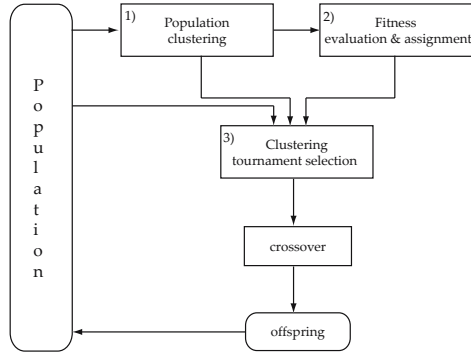 1)
Population
clustering
2)
Fitness
evaluation & assignment
P
o
p
u
l
a
t
i
o
n
3)
Clustering
tournament selection
crossover
offspring